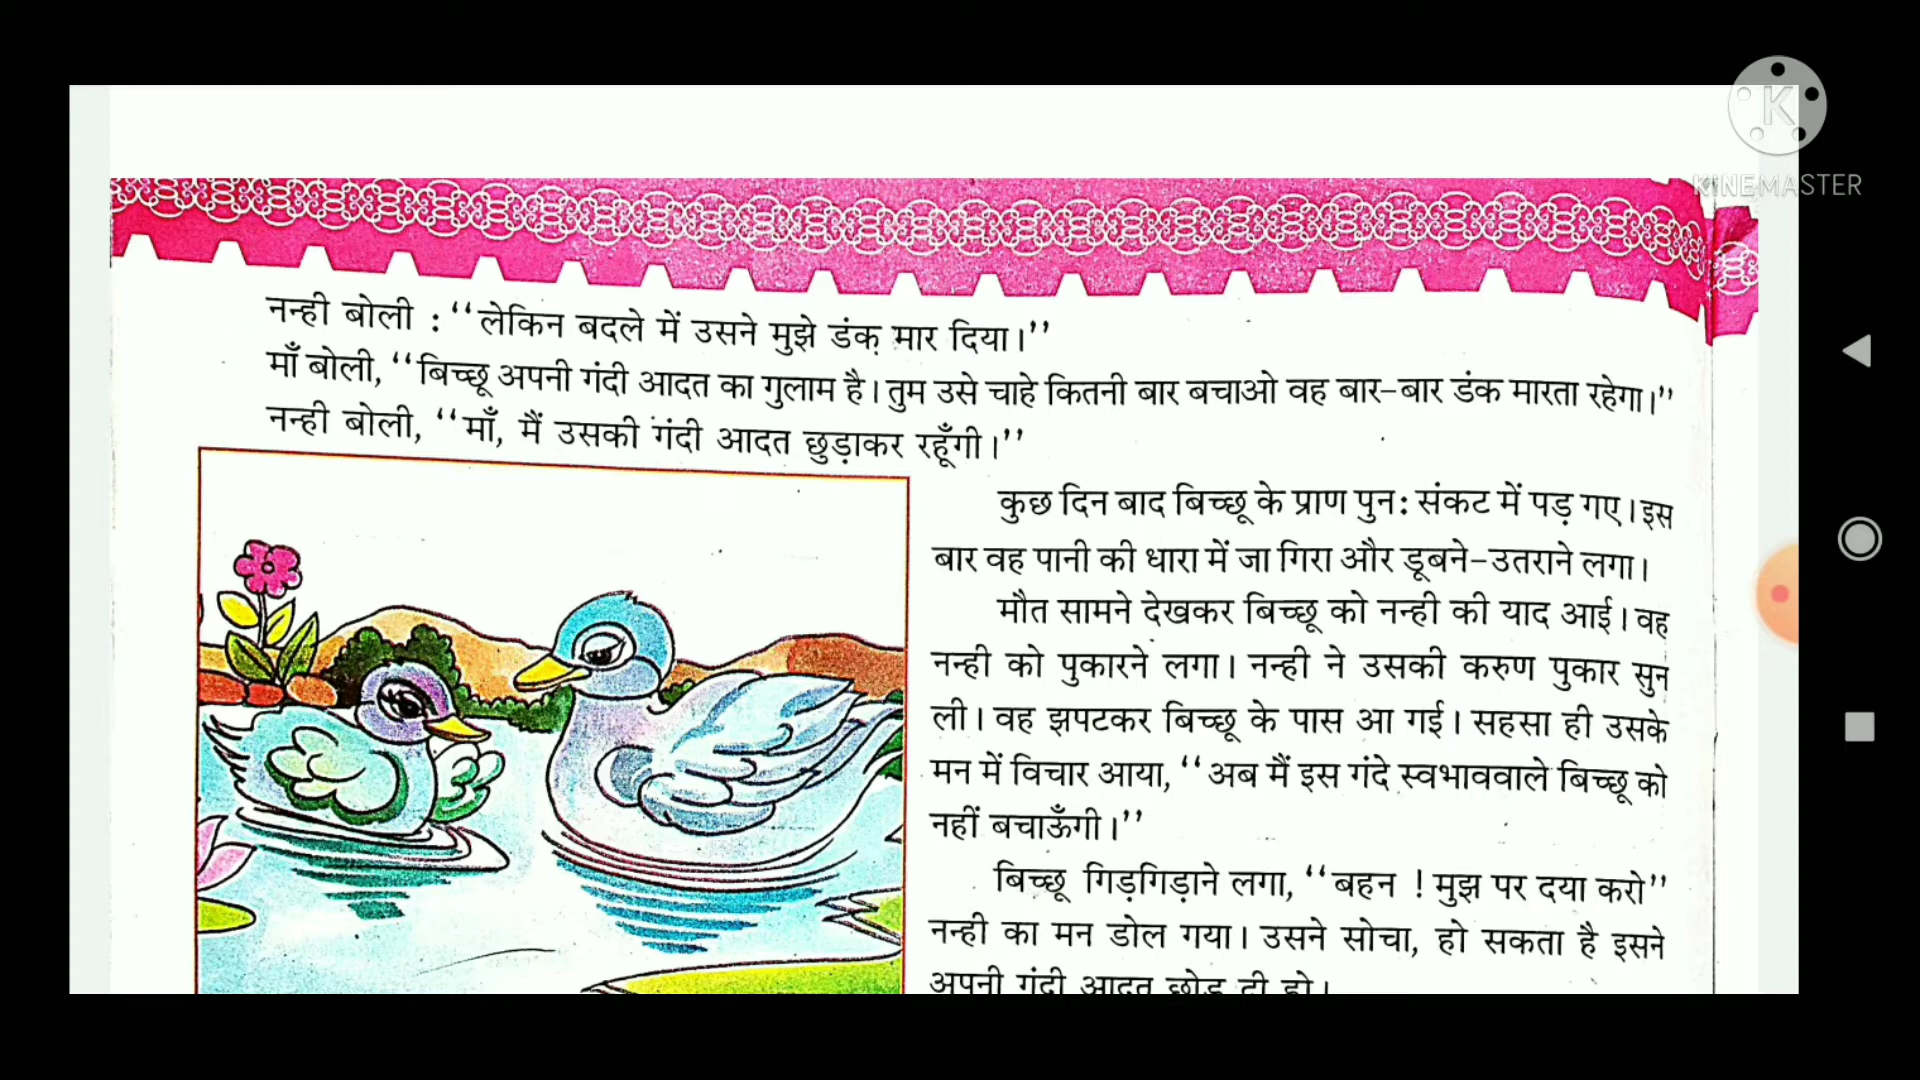 KINEMASTER
नन्ही बोली : ‘‘लेकिन बदले में उसने मुझे डंक मार दिया।’’
माँ बोली, ‘‘बिच्छू अपनी गंदी आदत का गुलाम है। तुम उसे चाहे कितनी बार बचाओ वह बार-बार डंक मारता रहेगा।’’
नन्ही बोली, ‘‘माँ, मैं उसकी गंदी आदत छुड़ाकर रहूँगी।’’
कुछ दिन बाद बिच्छू के प्राण पुन: संकट में पड़ गए। इस
बार वह पानी की धारा में जा गिरा और डूबने-उतराने लगा।
मौत सामने देखकर बिच्छू को नन्ही की याद आई। वह
नन्ही को पुकारने लगा। नन्ही ने उसकी करुण पुकार सुन
ली। वह झपटकर बिच्छू के पास आ गई। सहसा ही उसके
मन में विचार आया, ‘‘अब मैं इस गंदे स्वभाववाले बिच्छू को
नहीं बचाऊँगी।’’
बिच्छू गिड़गिड़ाने लगा, ‘‘बहन ! मुझ पर दया करो’’
नन्ही का मन डोल गया। उसने सोचा, हो सकता है इसने
अपनी गंदी आदत छोड़ दी हो।